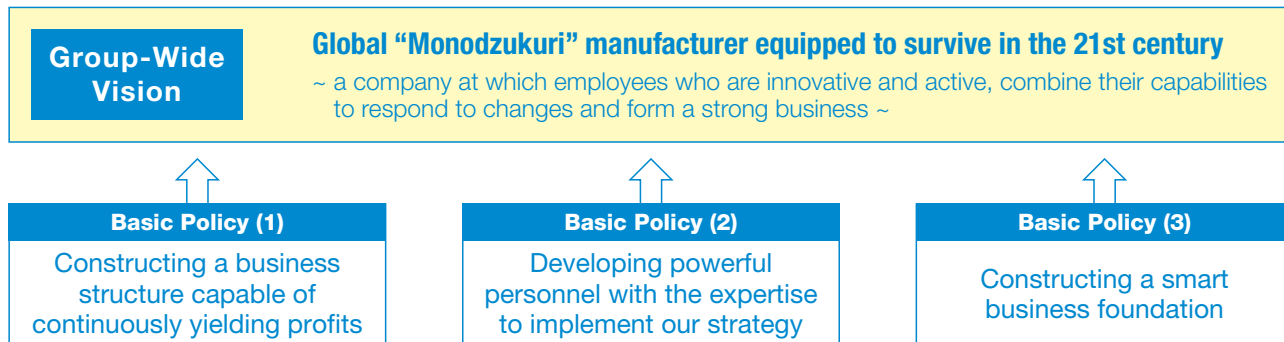 Group-Wide
Vision
Global “Monodzukuri” manufacturer equipped to survive in the 21st century
~ a company at which employees who are innovative and active, combine their capabilities
to respond to changes and form a strong business ~
Basic Policy (1)
Constructing a business
structure capable of
continuously yielding profits
Basic Policy (2)
Developing powerful
personnel with the expertise
to implement our strategy
Basic Policy (3)
Constructing a smart
business foundation